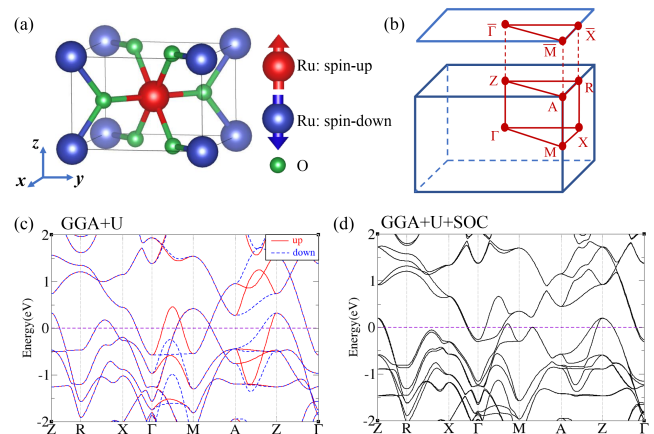 (a)
Ru: spin-up
Ru: spin-down
O
z
x
y
(b)
Γ̅
X̅
M̅
Z
R
A
Γ
X
M
(c)
GGA+U
up
down
Energy(eV)
2
1
0
-1
-2
Z R X Γ M A Z Γ
(d)
GGA+U+SOC
Energy(eV)
2
1
0
-1
-2
Z R X Γ M A Z Γ